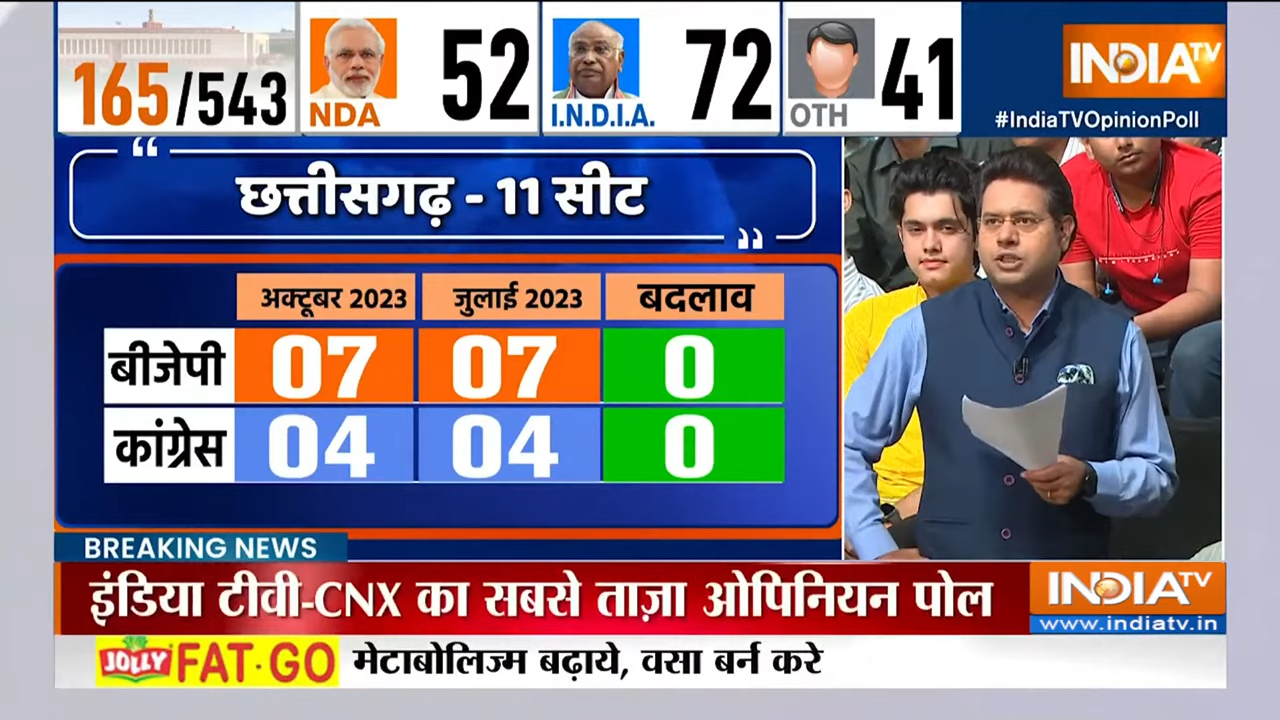 165/543
NDA 52
I.N.D.I.A. 72
OTH 41
INDIA TV
#IndiaTVOpinionPoll
छत्तीसगढ़ - 11 सीट
अक्टूबर 2023 जुलाई 2023 बदलाव
बीजेपी 07 07 0
कांग्रेस 04 04 0
BREAKING NEWS
इंडिया टीवी-CNX का सबसे ताज़ा ओपिनियन पोल
INDIA TV
www.indiatv.in
JOLLY FAT·GO मेटाबोलिज्म बढ़ाये, वसा बर्न करे